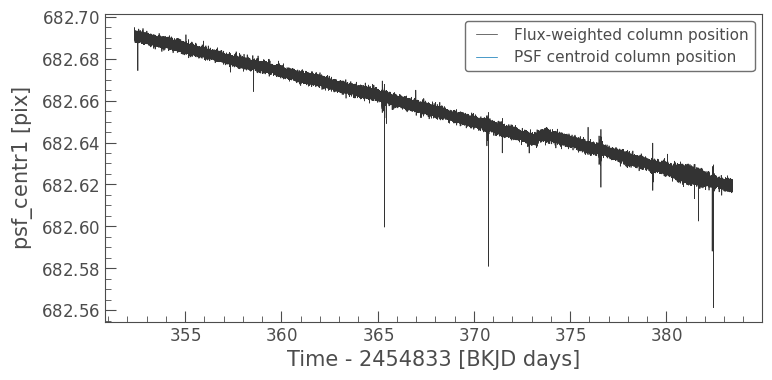 682.70
682.68
682.66
682.64
682.62
682.60
682.58
682.56
psf_centr1 [pix]
Flux-weighted column position
PSF centroid column position
355 360 365 370 375 380
Time - 2454833 [BKJD days]